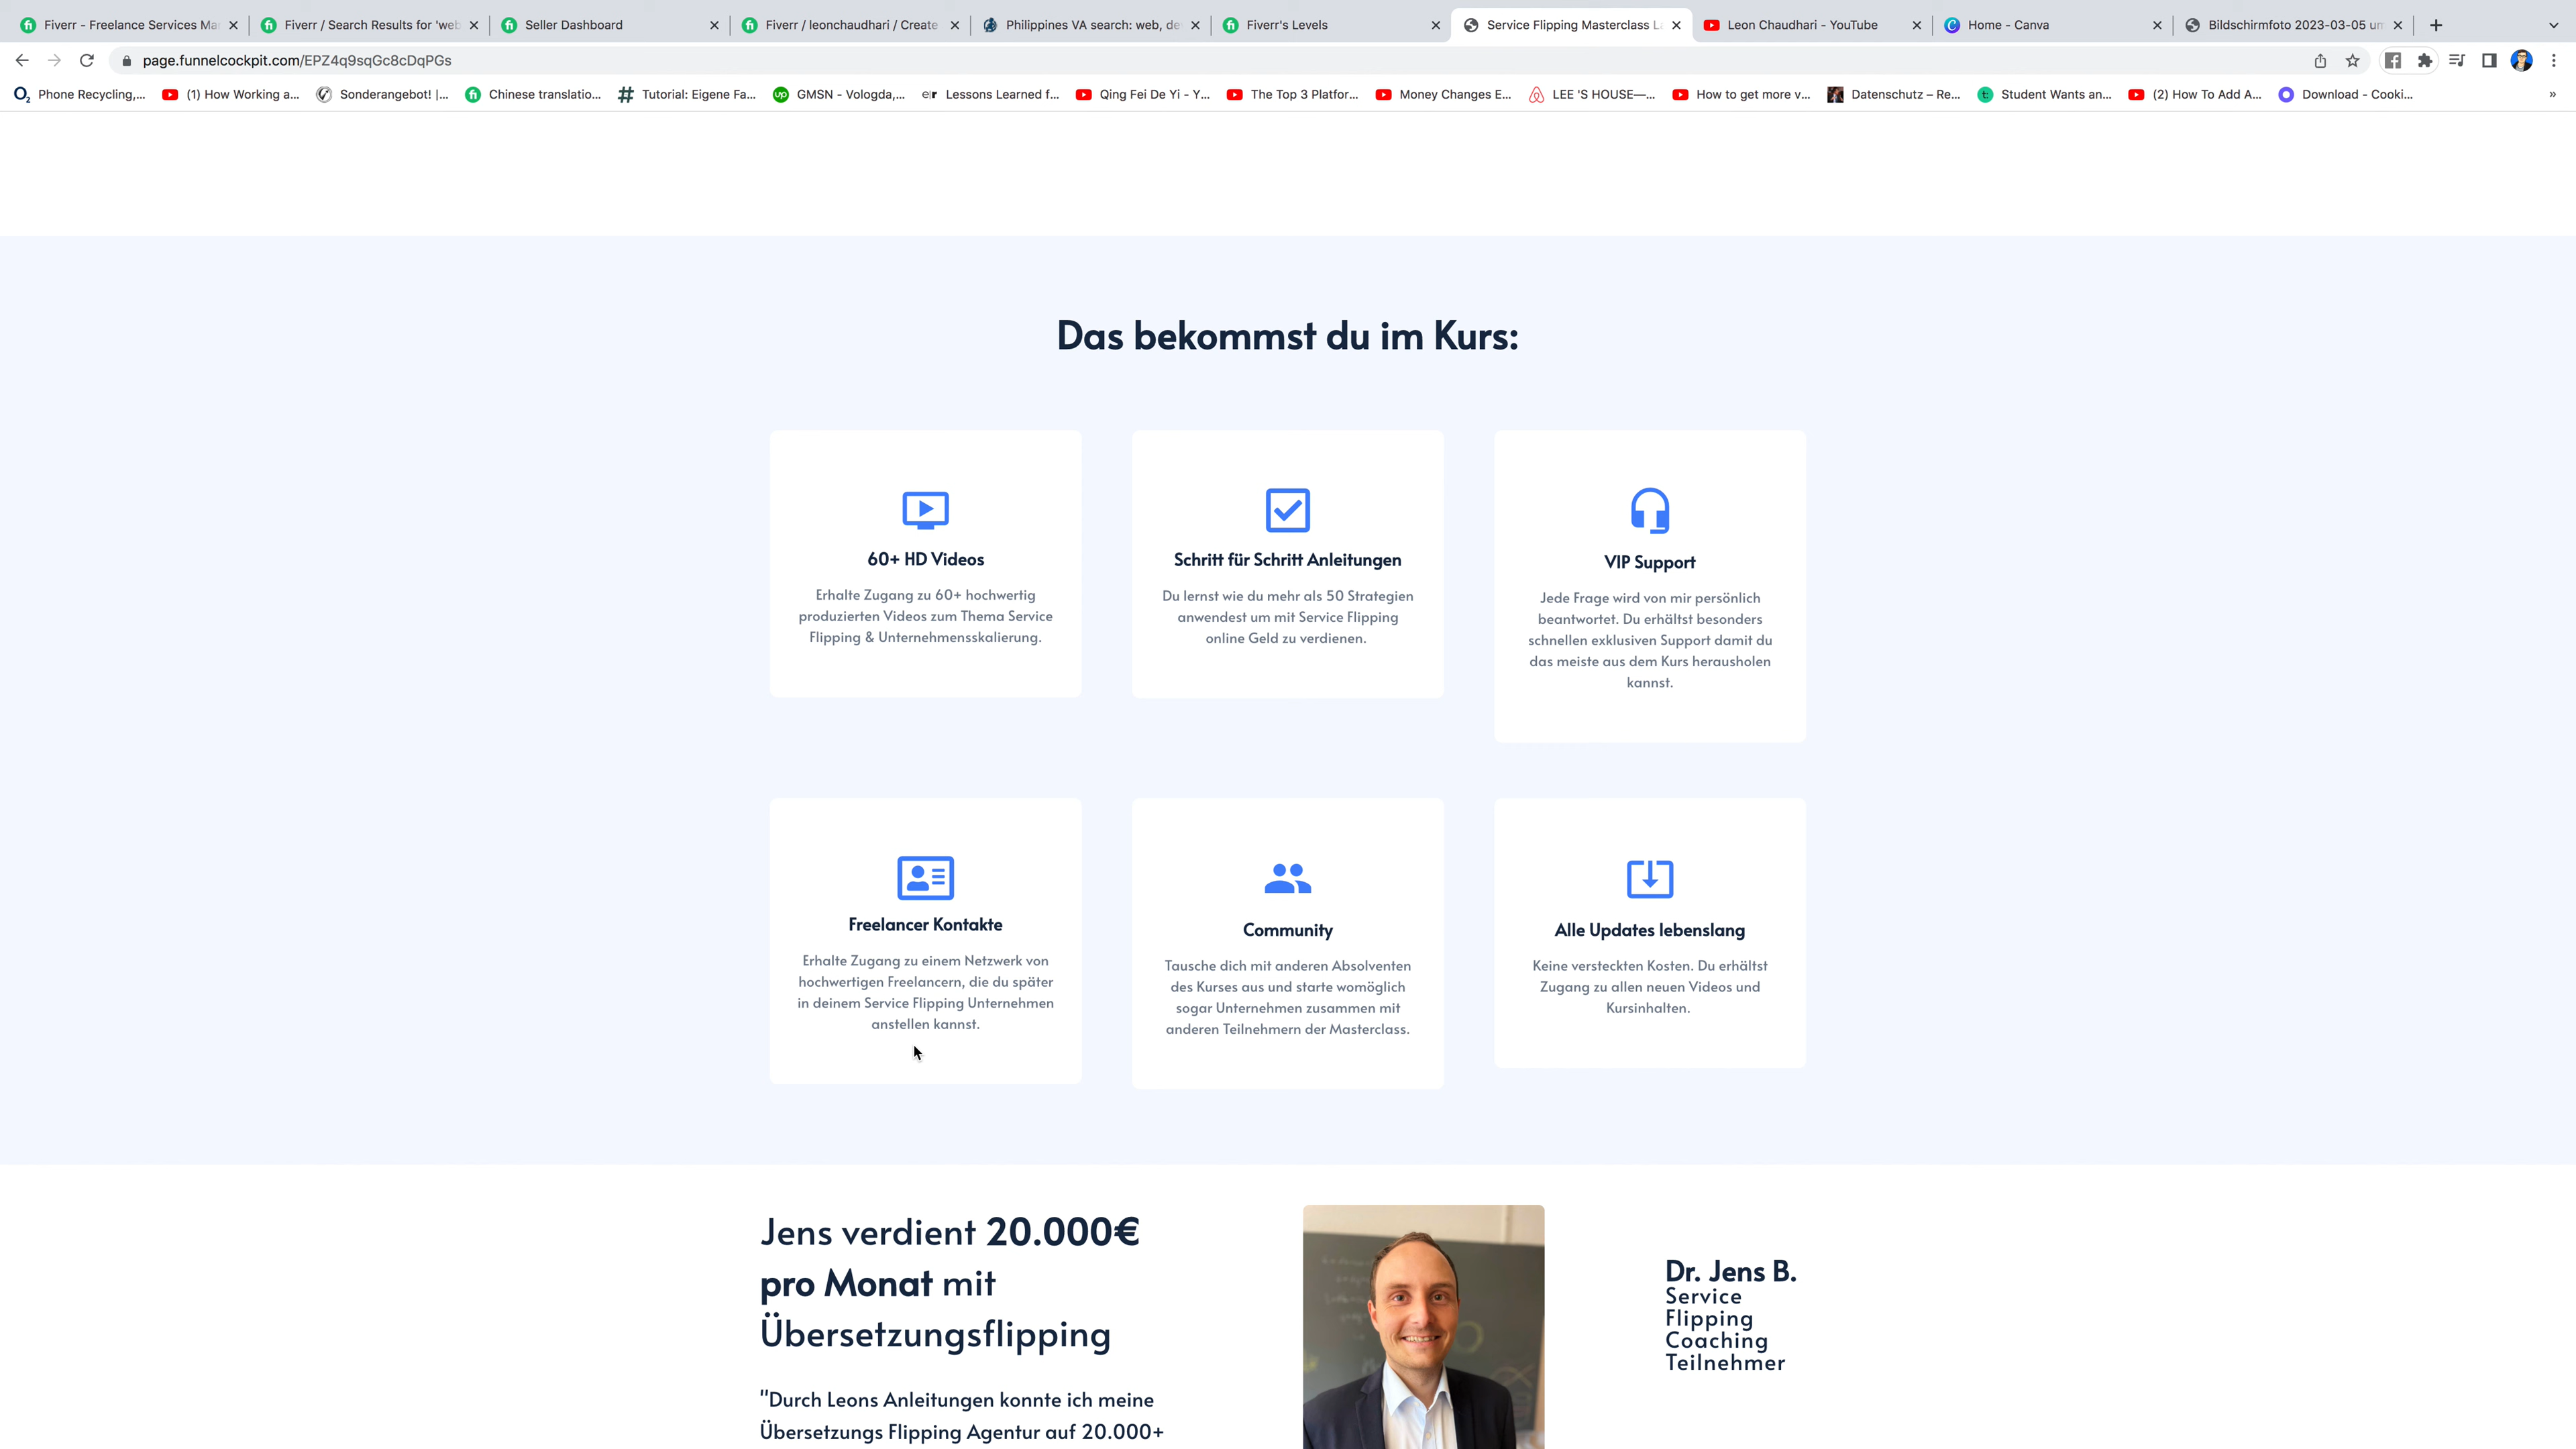 Fiverr - Freelance Services Ma
Fiverr / Search Results for 'web
Seller Dashboard
Fiverr / leonchaudhari / Create
Philippines VA search: web, de
Fiverr's Levels
Service Flipping Masterclass L
Leon Chaudhari - YouTube
Home - Canva
Bildschirmfoto 2023-03-05 um
page.funnelcockpit.com/EPZ4q9sqGc8cDqPGs
Phone Recycling,...
(1) How Working a...
Sonderangebot! |...
Chinese translatio...
Tutorial: Eigene Fa...
GMSN - Vologda,...
Lessons Learned f...
Qing Fei De Yi - Y...
The Top 3 Platfor...
Money Changes E...
LEE 'S HOUSE—...
How to get more v...
Datenschutz – Re...
Student Wants an...
(2) How To Add A...
Download - Cooki...
»
Das bekommst du im Kurs:
60+ HD Videos
Erhalte Zugang zu 60+ hochwertig
produzierten Videos zum Thema Service
Flipping & Unternehmensskalierung.
Schritt für Schritt Anleitungen
Du lernst wie du mehr als 50 Strategien
anwendest um mit Service Flipping
online Geld zu verdienen.
VIP Support
Jede Frage wird von mir persönlich
beantwortet. Du erhältst besonders
schnellen exklusiven Support damit du
das meiste aus dem Kurs herausholen
kannst.
Freelancer Kontakte
Erhalte Zugang zu einem Netzwerk von
hochwertigen Freelancern, die du später
in deinem Service Flipping Unternehmen
anstellen kannst.
Community
Tausche dich mit anderen Absolventen
des Kurses aus und starte womöglich
sogar Unternehmen zusammen mit
anderen Teilnehmern der Masterclass.
Alle Updates lebenslang
Keine versteckten Kosten. Du erhältst
Zugang zu allen neuen Videos und
Kursinhalten.
Jens verdient 20.000€
pro Monat mit
Übersetzungsflipping
"Durch Leons Anleitungen konnte ich meine
Übersetzungs Flipping Agentur auf 20.000+
Dr. Jens B.
Service
Flipping
Coaching
Teilnehmer